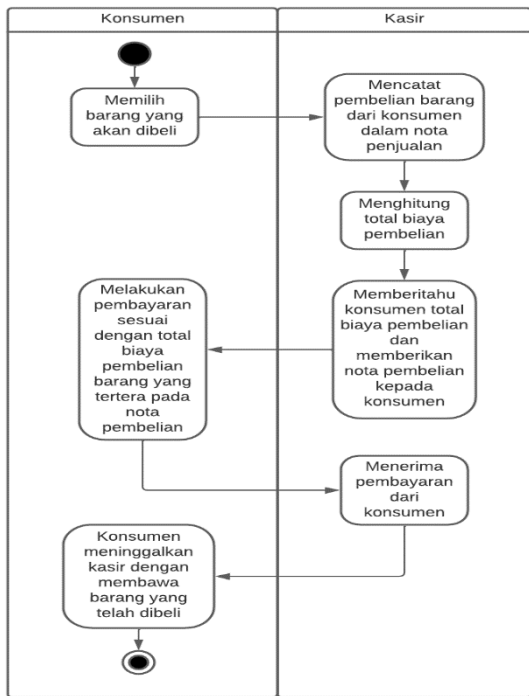 Konsumen
Kasir
Memilih
barang yang
akan dibeli
Mencatat
pembelian barang
dari konsumen
dalam nota
penjualan
Menghitung
total biaya
pembelian
Memberitahu
konsumen total
biaya pembelian
dan
memberikan
nota pembelian
kepada
konsumen
Melakukan
pembayaran
sesuai
dengan total
biaya
pembelian
barang yang
tertera pada
nota
pembelian
Menerima
pembayaran
dari
konsumen
Konsumen
meninggalkan
kasir dengan
membawa
barang yang
telah dibeli